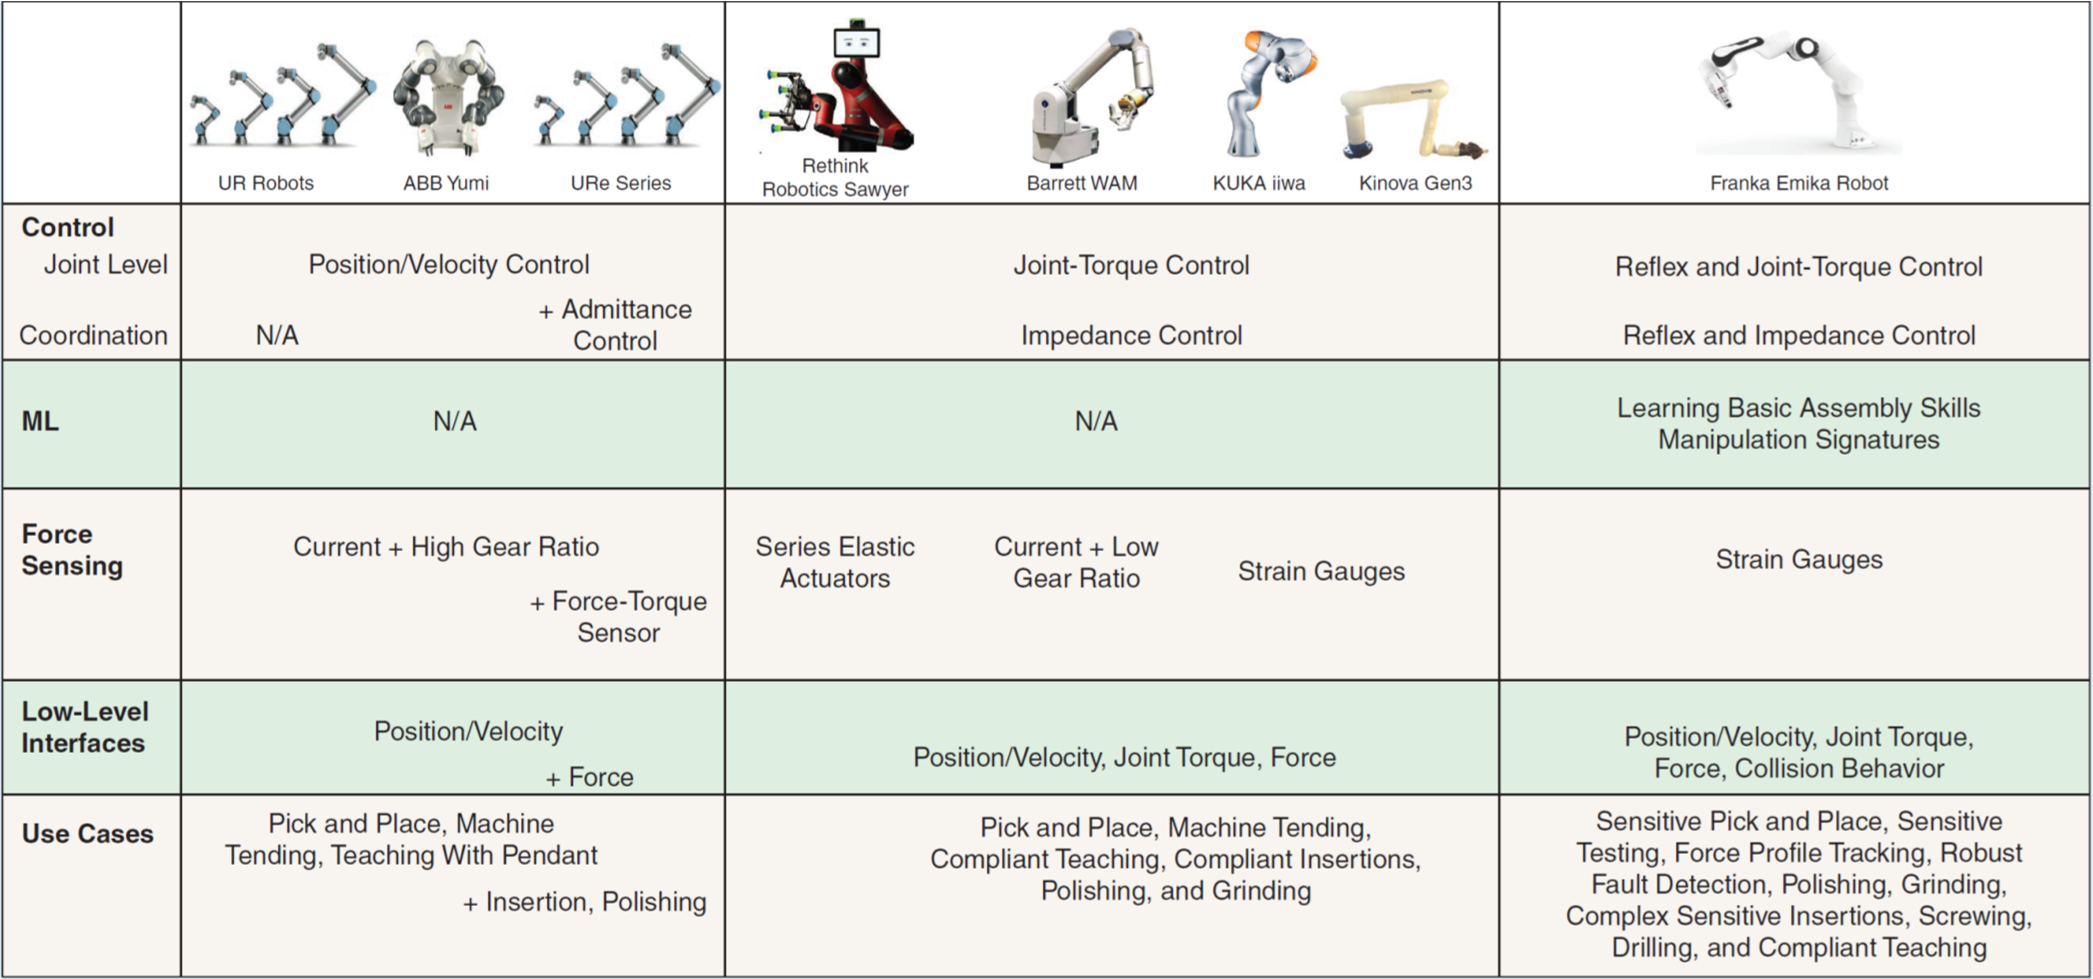 UR Robots
ABB Yumi
URe Series
Rethink
Robotics Sawyer
Barrett WAM
KUKA iiwa
Kinova Gen3
Franka Emika Robot
Control
Joint Level
Position/Velocity Control
Joint-Torque Control
Reflex and Joint-Torque Control
Coordination
N/A
+ Admittance
Control
Impedance Control
Reflex and Impedance Control
ML
N/A
N/A
Learning Basic Assembly Skills
Manipulation Signatures
Force
Sensing
Current + High Gear Ratio
+ Force-Torque
Sensor
Series Elastic
Actuators
Current + Low
Gear Ratio
Strain Gauges
Strain Gauges
Low-Level
Interfaces
Position/Velocity
+ Force
Position/Velocity, Joint Torque, Force
Position/Velocity, Joint Torque,
Force, Collision Behavior
Use Cases
Pick and Place, Machine
Tending, Teaching With Pendant
+ Insertion, Polishing
Pick and Place, Machine Tending,
Compliant Teaching, Compliant Insertions,
Polishing, and Grinding
Sensitive Pick and Place, Sensitive
Testing, Force Profile Tracking, Robust
Fault Detection, Polishing, Grinding,
Complex Sensitive Insertions, Screwing,
Drilling, and Compliant Teaching